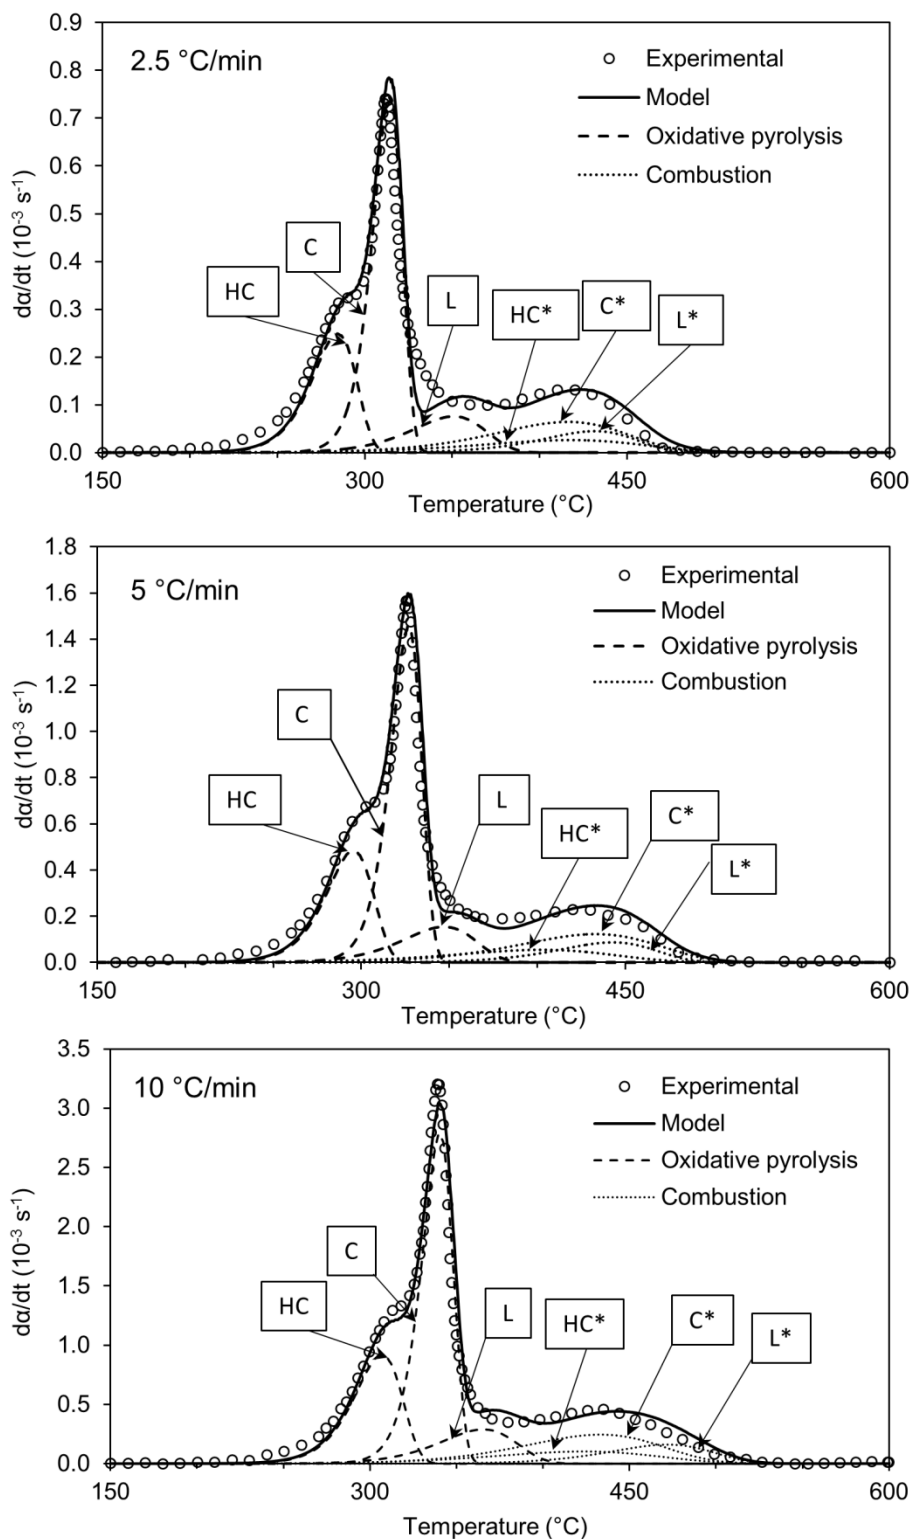 2.5 °C/min
Experimental
Model
Oxidative pyrolysis
Combustion
dα/dt (10⁻³ s⁻¹)
0.9
0.8
0.7
0.6
0.5
0.4
0.3
0.2
0.1
0.0
C
HC
L
HC*
C*
L*
150
300
450
600
Temperature (°C)
5 °C/min
Experimental
Model
Oxidative pyrolysis
Combustion
dα/dt (10⁻³ s⁻¹)
1.8
1.6
1.4
1.2
1.0
0.8
0.6
0.4
0.2
0.0
C
HC
L
HC*
C*
L*
150
300
450
600
Temperature (°C)
10 °C/min
Experimental
Model
Oxidative pyrolysis
Combustion
dα/dt (10⁻³ s⁻¹)
3.5
3.0
2.5
2.0
1.5
1.0
0.5
0.0
C
HC
L
HC*
C*
L*
150
300
450
600
Temperature (°C)